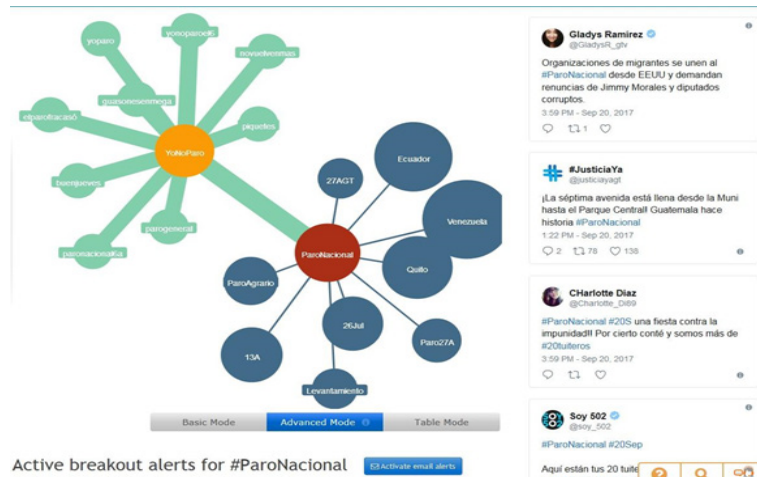 yoparo
yonoparoel6
novuelvenmas
guasonesenmega
elparofracasó
piquetes
YoNoParo
buenjueves
parogeneral
paronacional6a
27AGT
Ecuador
Venezuela
ParoNacional
Quito
ParoAgrario
26Jul
13A
Paro27A
Levantamiento
Basic Mode
Advanced Mode
Table Mode
Active breakout alerts for #ParoNacional
Activate email alerts
Gladys Ramirez
@GladysR_gtv
Organizaciones de migrantes se unen al
#ParoNacional desde EEUU y demandan
renuncias de Jimmy Morales y diputados
corruptos.
3:59 PM - Sep 20, 2017
1
#JusticiaYa
@justiciayagt
¡La séptima avenida está llena desde la Muni
hasta el Parque Central! Guatemala hace
historia #ParoNacional
1:22 PM - Sep 20, 2017
2 78 138
CHarlotte Diaz
@Charlotte_Di89
#ParoNacional #20S una fiesta contra la
impunidad!! Por cierto conté y somos más de
#20tuiteros
3:59 PM - Sep 20, 2017
Soy 502
@soy_502
#ParoNacional #20Sep
Aquí están tus 20 tuite